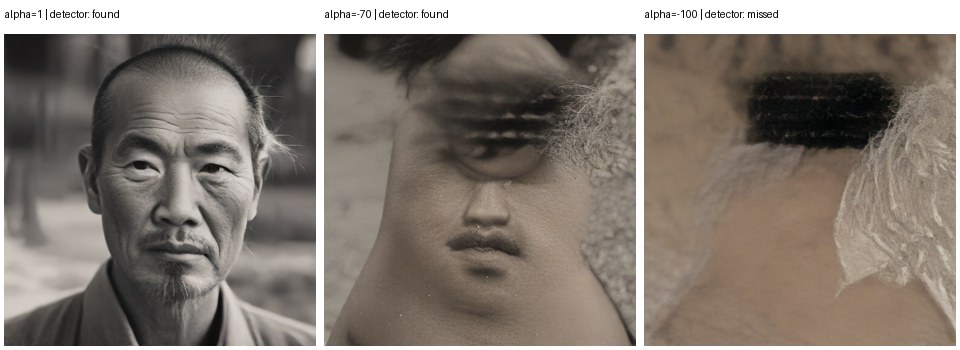 alpha=1 | detector: found
alpha=-70 | detector: found
alpha=-100 | detector: missed